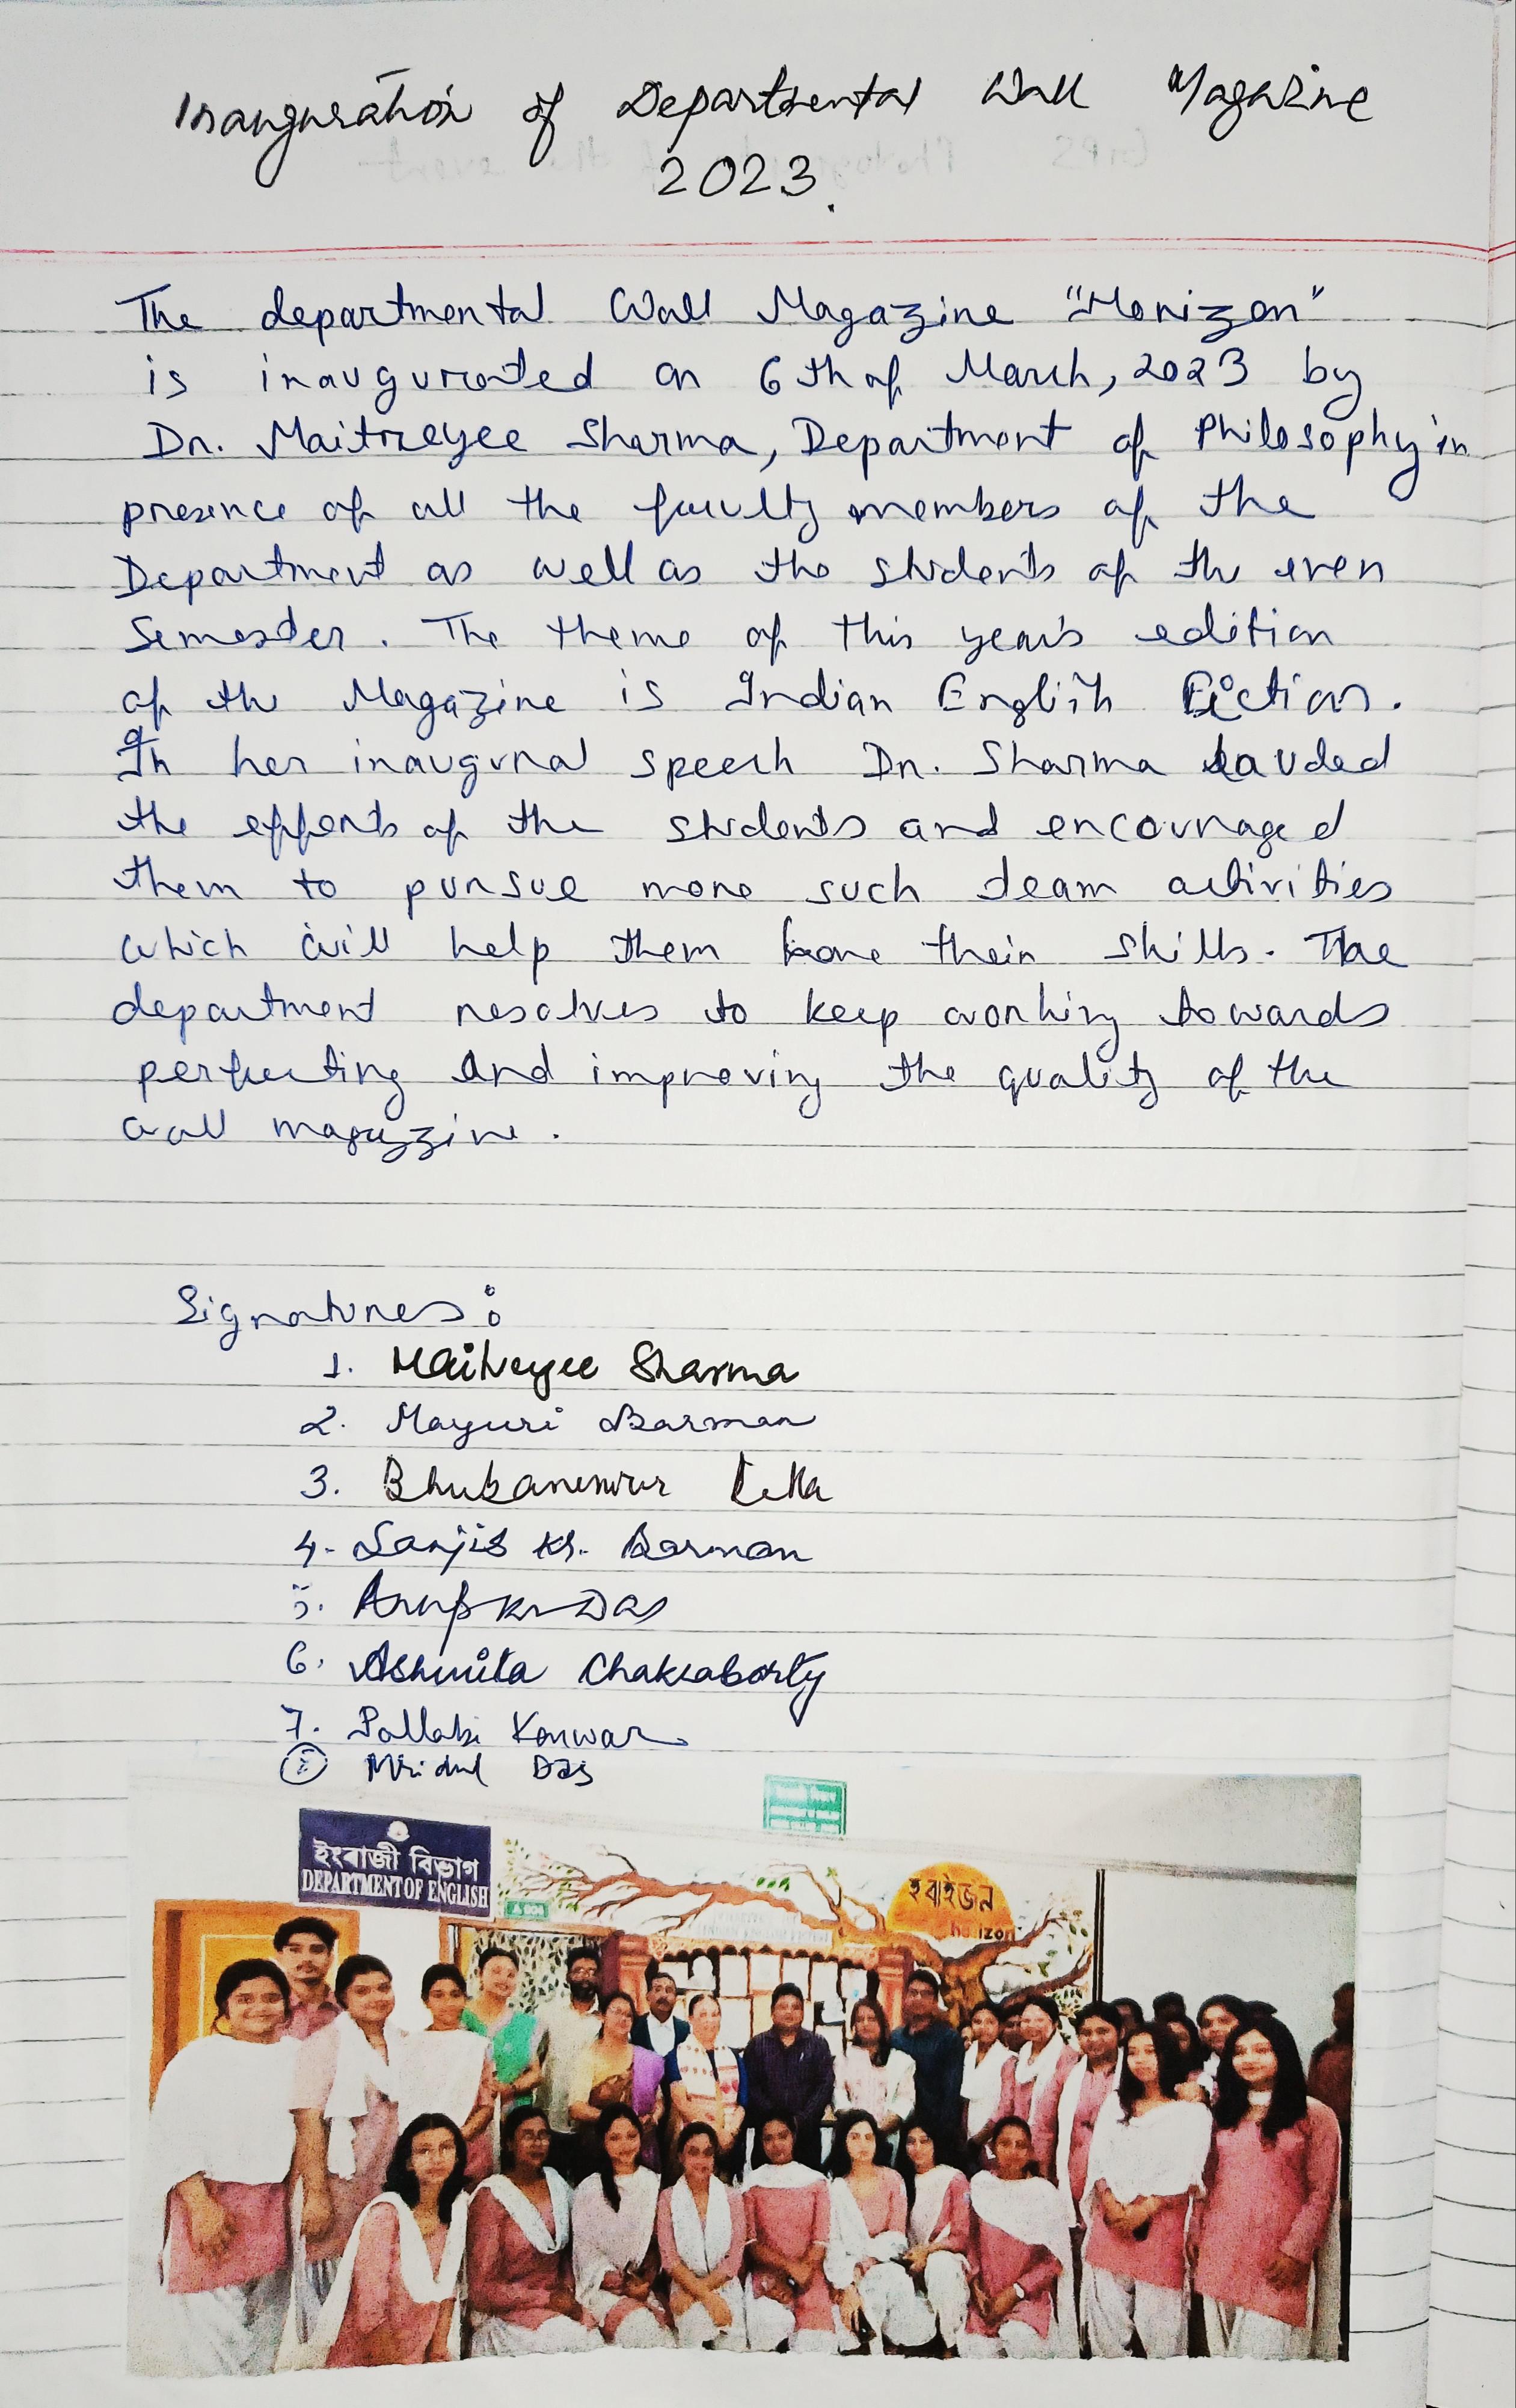 Inauguration of Departmental Wall Magazine
2023.
The departmental Wall Magazine "Horizon"
is inaugurated on 6th of March, 2023 by
Dr. Maitreyee Sharma, Department of Philosophy in
presence of all the faculty members of the
Department as well as the students of the even
Semester. The theme of this year's edition
of the Magazine is Indian English Fiction.
In her inaugural speech Dr. Sharma lauded
the efforts of the students and encouraged
them to pursue more such team activities
which will help them hone their skills. The
department resolves to keep working towards
perfecting and improving the quality of the
wall magazine.
Signatures:
1. Maitreyee Sharma
2. Mayuri Barman
3. Bhubaneswar
4. Sanjib Kr. Barman
5. Arup Kr Das
6. Ashmita Chakraborty
7. Pallabi Konwar
8 Mridul Das
ইংৰাজী বিভাগ
DEPARTMENT OF ENGLISH
হৰাইজন
horizon